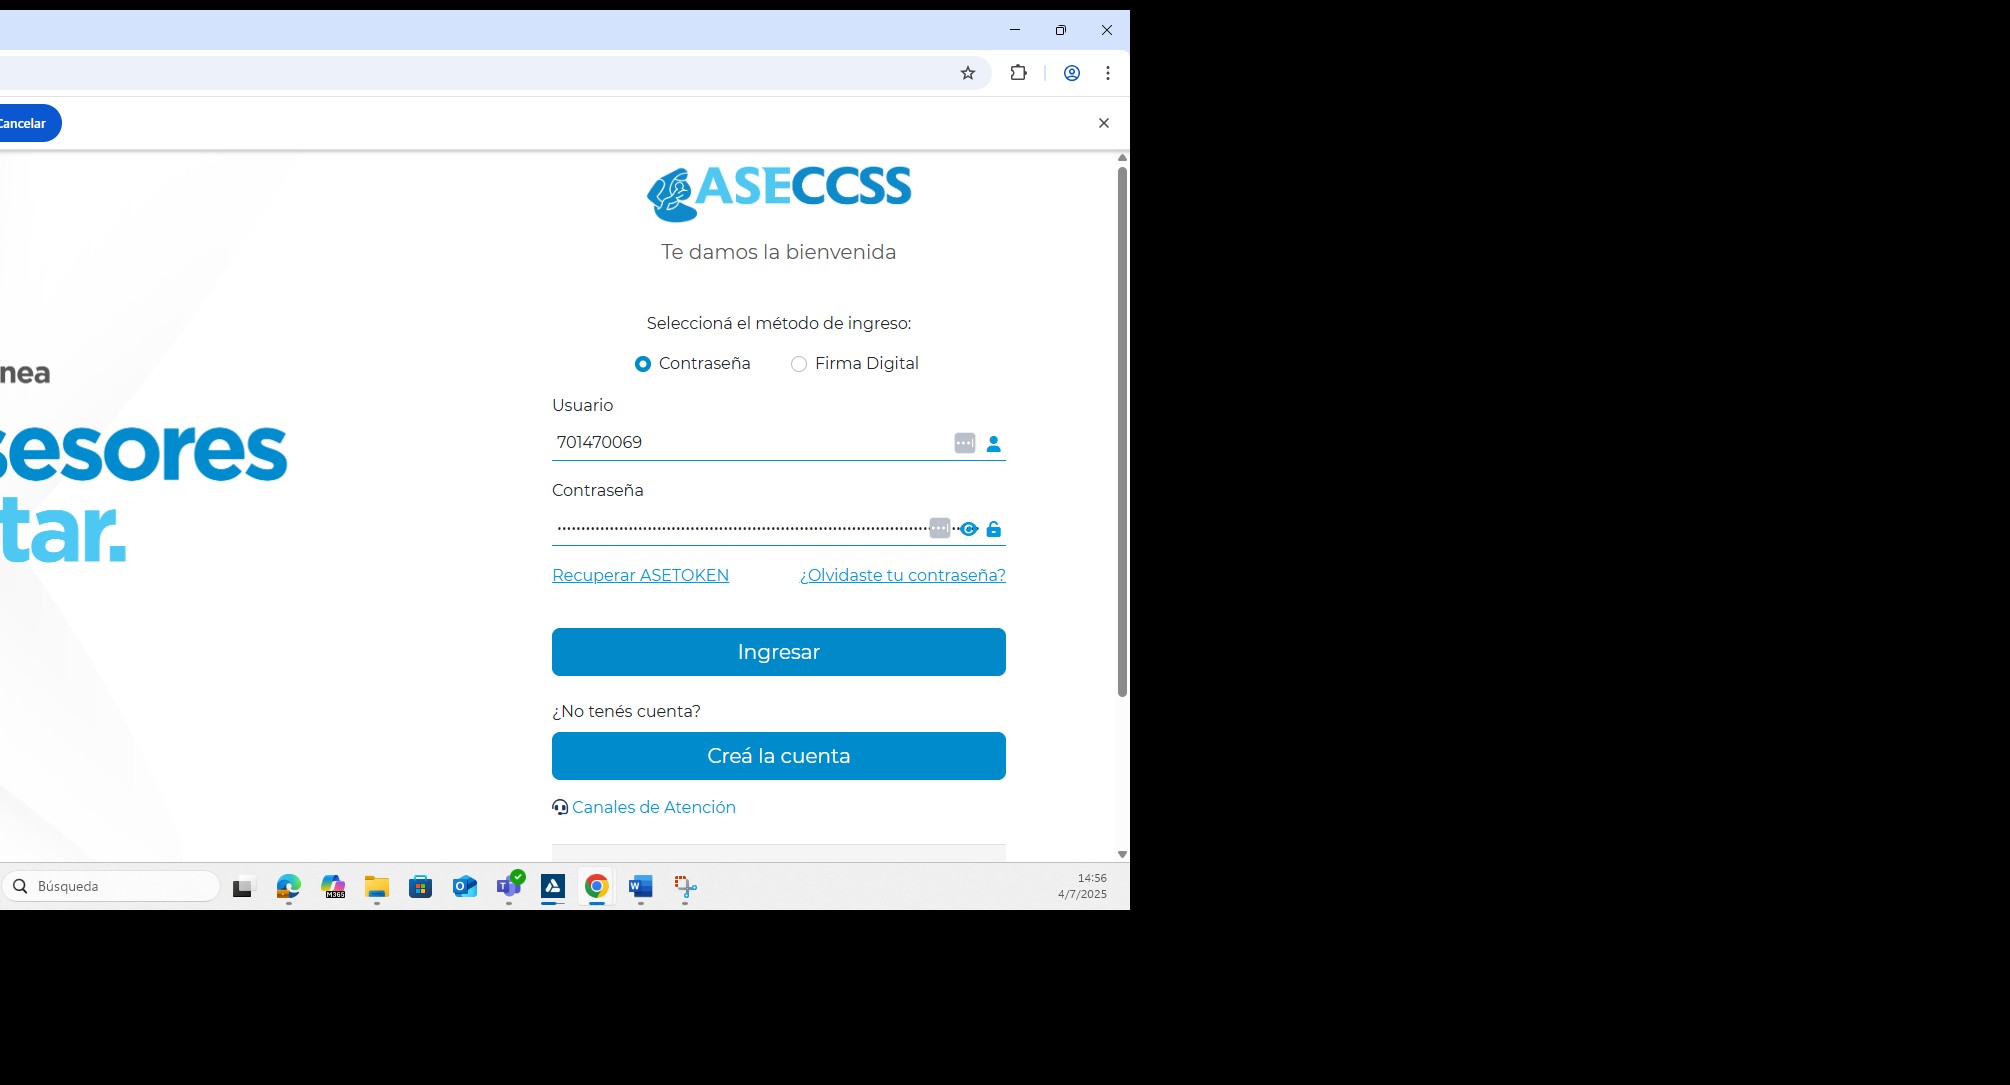 Cancelar
ASECCSS
Te damos la bienvenida
Seleccioná el método de ingreso:
Contraseña Firma Digital
nea
sesores
tar.
Usuario
701470069
Contraseña
Recuperar ASETOKEN ¿Olvidaste tu contraseña?
Ingresar
¿No tenés cuenta?
Creá la cuenta
Canales de Atención
Búsqueda
M365
14:56
4/7/2025